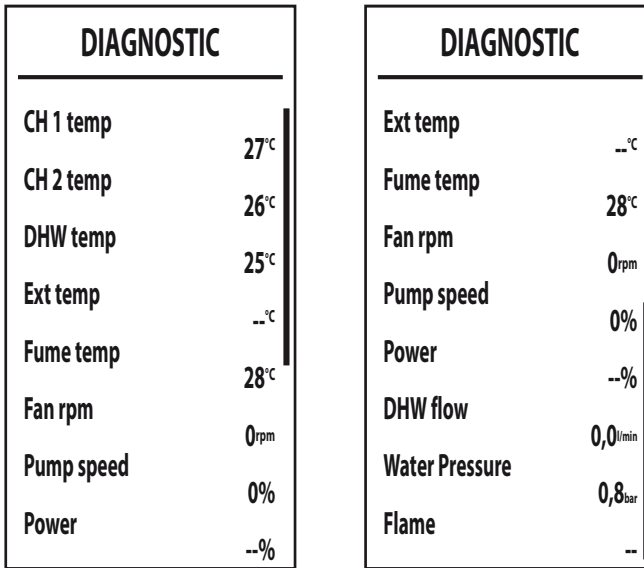 DIAGNOSTIC
CH 1 temp
27°C
CH 2 temp
26°C
DHW temp
25°C
Ext temp
--°C
Fume temp
28°C
Fan rpm
0rpm
Pump speed
0%
Power
--%
DIAGNOSTIC
Ext temp
--°C
Fume temp
28°C
Fan rpm
0rpm
Pump speed
0%
Power
--%
DHW flow
0,0l/min
Water Pressure
0,8bar
Flame
--